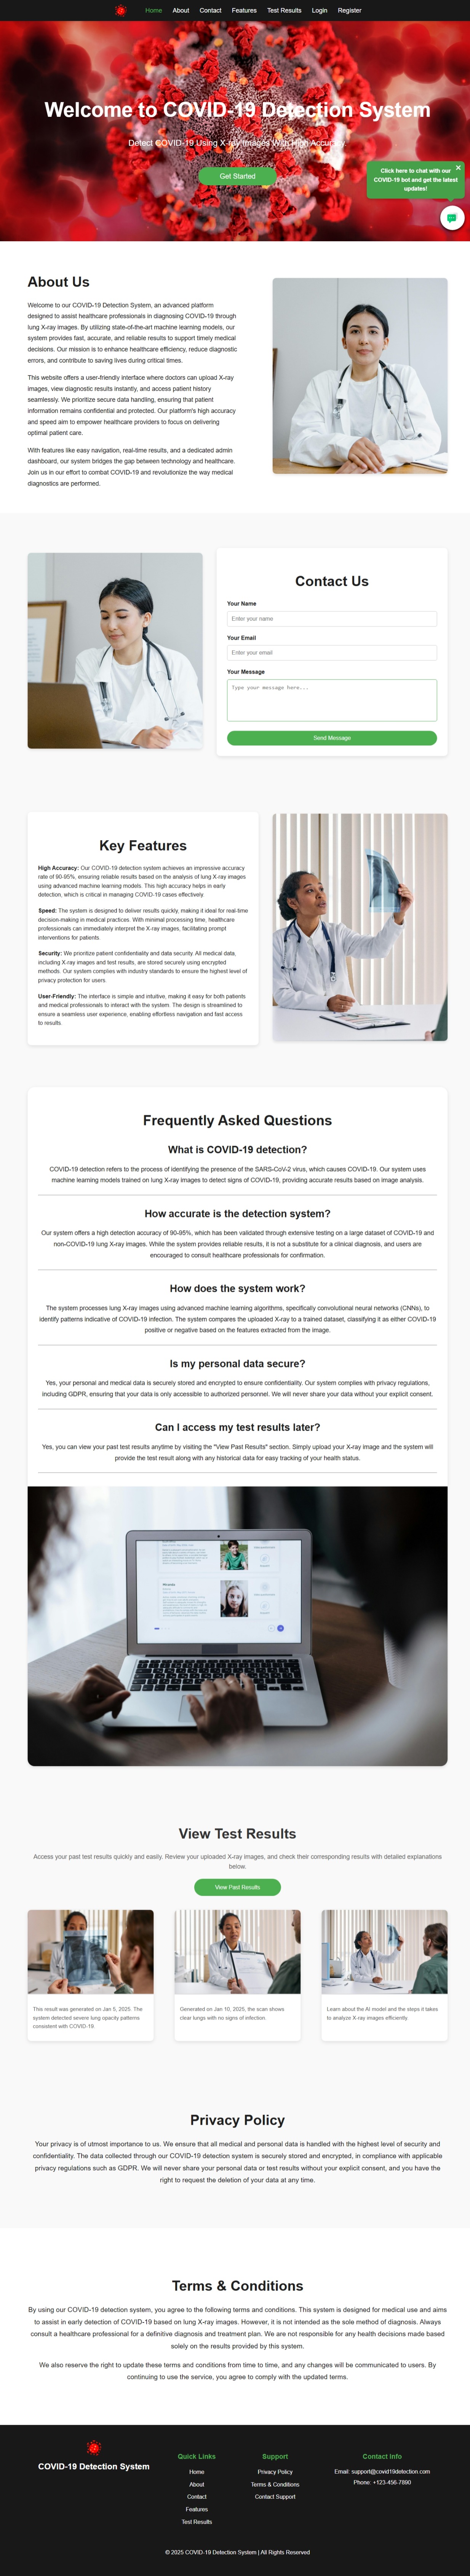 Home About Contact Features Test Results Login Register
Welcome to COVID-19 Detection System
Detect COVID-19 Using X-ray Images With High Accuracy
Get Started
Click here to chat with our
COVID-19 bot and get the latest
updates!
About Us
Welcome to our COVID-19 Detection System, an advanced platform
designed to assist healthcare professionals in diagnosing COVID-19 through
lung X-ray images. By utilizing state-of-the-art machine learning models, our
system provides fast, accurate, and reliable results to support timely medical
decisions. Our mission is to enhance healthcare efficiency, reduce diagnostic
errors, and contribute to saving lives during critical times.
This website offers a user-friendly interface where doctors can upload X-ray
images, view diagnostic results instantly, and access patient history
seamlessly. We prioritize secure data handling, ensuring that patient
information remains confidential and protected. Our platform's high accuracy
and speed aim to empower healthcare providers to focus on delivering
optimal patient care.
With features like easy navigation, real-time results, and a dedicated admin
dashboard, our system bridges the gap between technology and healthcare.
Join us in our effort to combat COVID-19 and revolutionize the way medical
diagnostics are performed.
Contact Us
Your Name
Enter your name
Your Email
Enter your email
Your Message
Type your message here...
Send Message
Key Features
High Accuracy: Our COVID-19 detection system achieves an impressive accuracy
rate of 90-95%, ensuring reliable results based on the analysis of lung X-ray images
using advanced machine learning models. This high accuracy helps in early
detection, which is critical in managing COVID-19 cases effectively.
Speed: The system is designed to deliver results quickly, making it ideal for real-time
decision-making in medical practices. With minimal processing time, healthcare
professionals can immediately interpret the X-ray images, facilitating prompt
interventions for patients.
Security: We prioritize patient confidentiality and data security. All medical data,
including X-ray images and test results, are stored securely using encrypted
methods. Our system complies with industry standards to ensure the highest level of
privacy protection for users.
User-Friendly: The interface is simple and intuitive, making it easy for both patients
and medical professionals to interact with the system. The design is streamlined to
ensure a seamless user experience, enabling effortless navigation and fast access
to results.
Frequently Asked Questions
What is COVID-19 detection?
COVID-19 detection refers to the process of identifying the presence of the SARS-CoV-2 virus, which causes COVID-19. Our system uses
machine learning models trained on lung X-ray images to detect signs of COVID-19, providing accurate results based on image analysis.
How accurate is the detection system?
Our system offers a high detection accuracy of 90-95%, which has been validated through extensive testing on a large dataset of COVID-19 and
non-COVID-19 lung X-ray images. While the system provides reliable results, it is not a substitute for a clinical diagnosis, and users are
encouraged to consult healthcare professionals for confirmation.
How does the system work?
The system processes lung X-ray images using advanced machine learning algorithms, specifically convolutional neural networks (CNNs), to
identify patterns indicative of COVID-19 infection. The system compares the uploaded X-ray to a trained dataset, classifying it as either COVID-19
positive or negative based on the features extracted from the image.
Is my personal data secure?
Yes, your personal and medical data is securely stored and encrypted to ensure confidentiality. Our system complies with privacy regulations,
including GDPR, ensuring that your data is only accessible to authorized personnel. We will never share your data without your explicit consent.
Can I access my test results later?
Yes, you can view your past test results anytime by visiting the "View Past Results" section. Simply upload your X-ray image and the system will
provide the test result along with any historical data for easy tracking of your health status.
View Test Results
Access your past test results quickly and easily. Review your uploaded X-ray images, and check their corresponding results with detailed explanations
below.
View Past Results
This result was generated on Jan 5, 2025. The
system detected severe lung opacity patterns
consistent with COVID-19.
Generated on Jan 10, 2025, the scan shows
clear lungs with no signs of infection.
Learn about the AI model and the steps it takes
to analyze X-ray images efficiently.
Privacy Policy
Your privacy is of utmost importance to us. We ensure that all medical and personal data is handled with the highest level of security and
confidentiality. The data collected through our COVID-19 detection system is securely stored and encrypted, in compliance with applicable
privacy regulations such as GDPR. We will never share your personal data or test results without your explicit consent, and you have the
right to request the deletion of your data at any time.
Terms & Conditions
By using our COVID-19 detection system, you agree to the following terms and conditions. This system is designed for medical use and aims
to assist in early detection of COVID-19 based on lung X-ray images. However, it is not intended as the sole method of diagnosis. Always
consult a healthcare professional for a definitive diagnosis and treatment plan. We are not responsible for any health decisions made based
solely on the results provided by this system.
We also reserve the right to update these terms and conditions from time to time, and any changes will be communicated to users. By
continuing to use the service, you agree to comply with the updated terms.
COVID-19 Detection System
Quick Links
Home
About
Contact
Features
Test Results
Support
Privacy Policy
Terms & Conditions
Contact Support
Contact Info
Email: support@covid19detection.com
Phone: +123-456-7890
© 2025 COVID-19 Detection System | All Rights Reserved